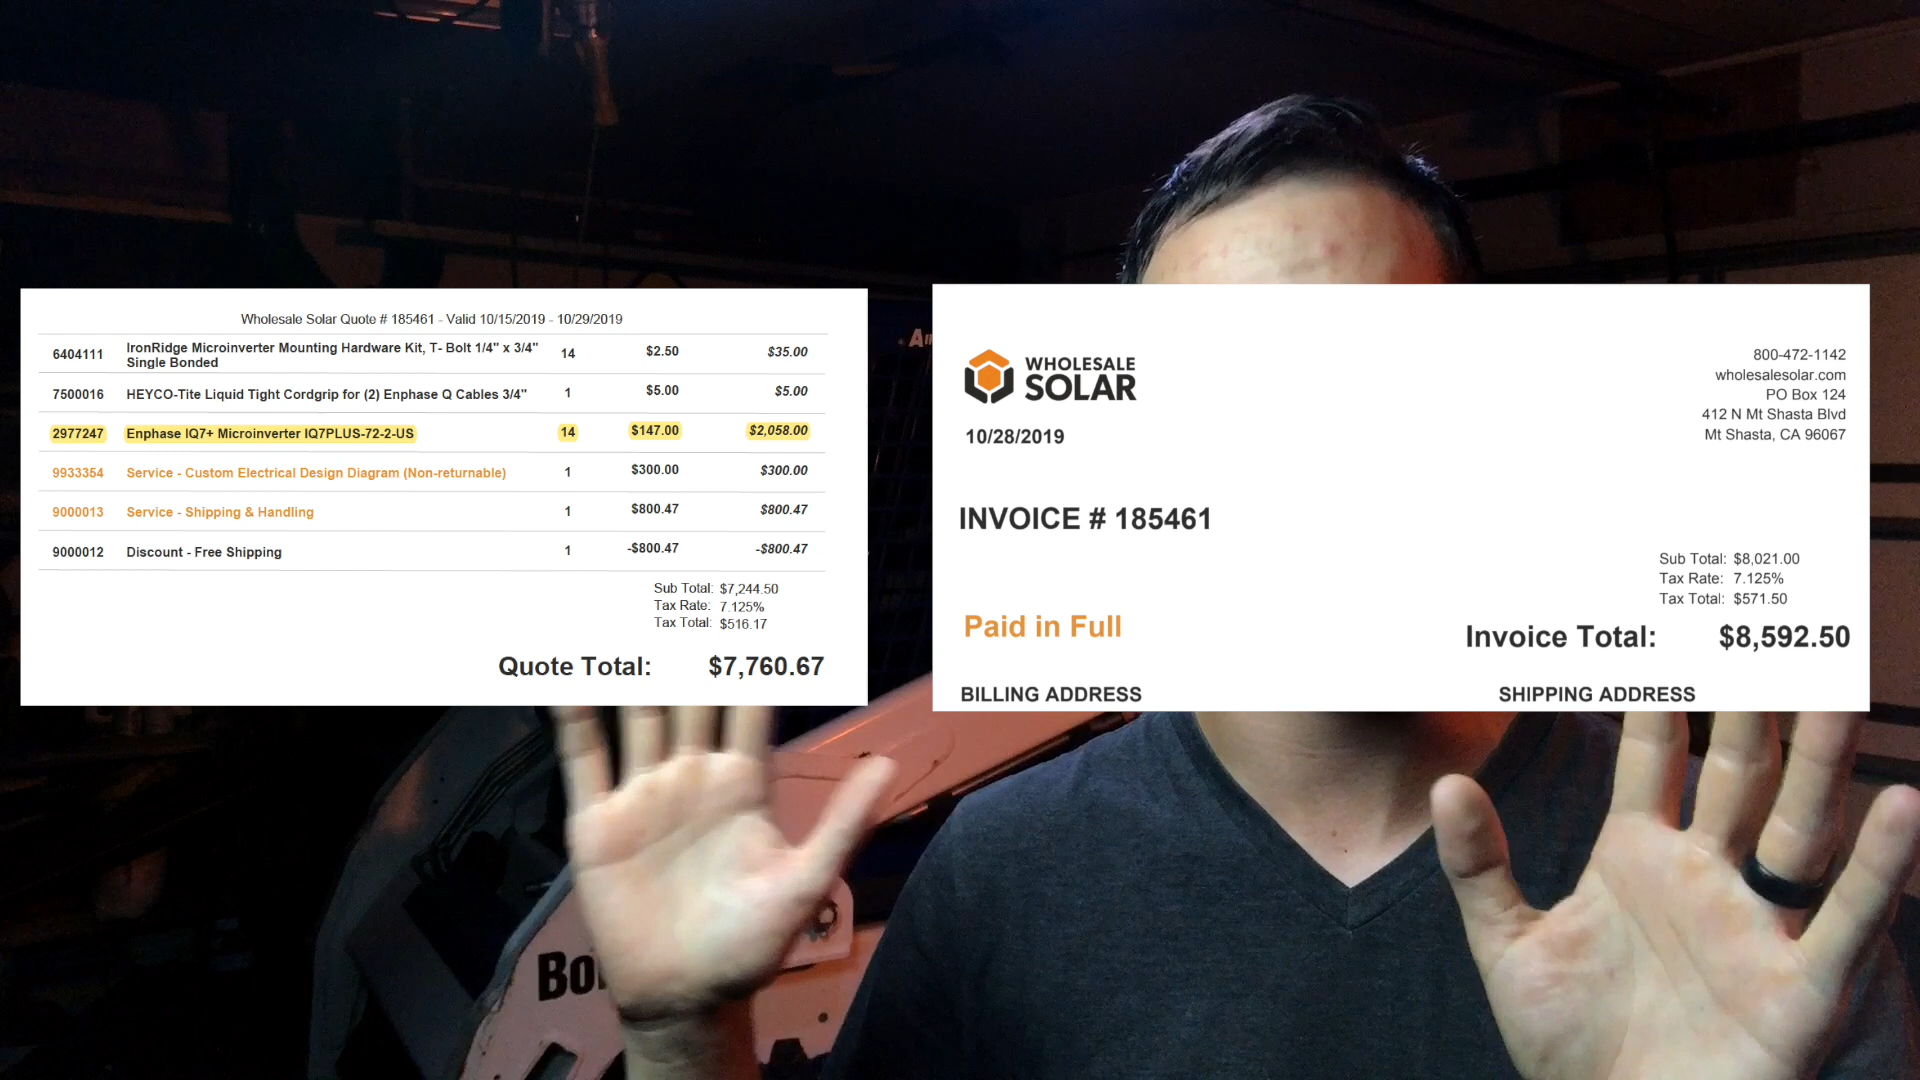 Wholesale Solar Quote # 185461 - Valid 10/15/2019 - 10/29/2019
6404111 IronRidge Microinverter Mounting Hardware Kit, T- Bolt 1/4" x 3/4" 14 $2.50 $35.00
Single Bonded
7500016 HEYCO-Tite Liquid Tight Cordgrip for (2) Enphase Q Cables 3/4" 1 $5.00 $5.00
2977247 Enphase IQ7+ Microinverter IQ7PLUS-72-2-US 14 $147.00 $2,058.00
9933354 Service - Custom Electrical Design Diagram (Non-returnable) 1 $300.00 $300.00
9000013 Service - Shipping & Handling 1 $800.47 $800.47
9000012 Discount - Free Shipping 1 -$800.47 -$800.47
Sub Total: $7,244.50
Tax Rate: 7.125%
Tax Total: $516.17
Quote Total: $7,760.67
WHOLESALE
SOLAR
10/28/2019
800-472-1142
wholesalesolar.com
PO Box 124
412 N Mt Shasta Blvd
Mt Shasta, CA 96067
INVOICE # 185461
Sub Total: $8,021.00
Tax Rate: 7.125%
Tax Total: $571.50
Paid in Full
Invoice Total: $8,592.50
BILLING ADDRESS
SHIPPING ADDRESS